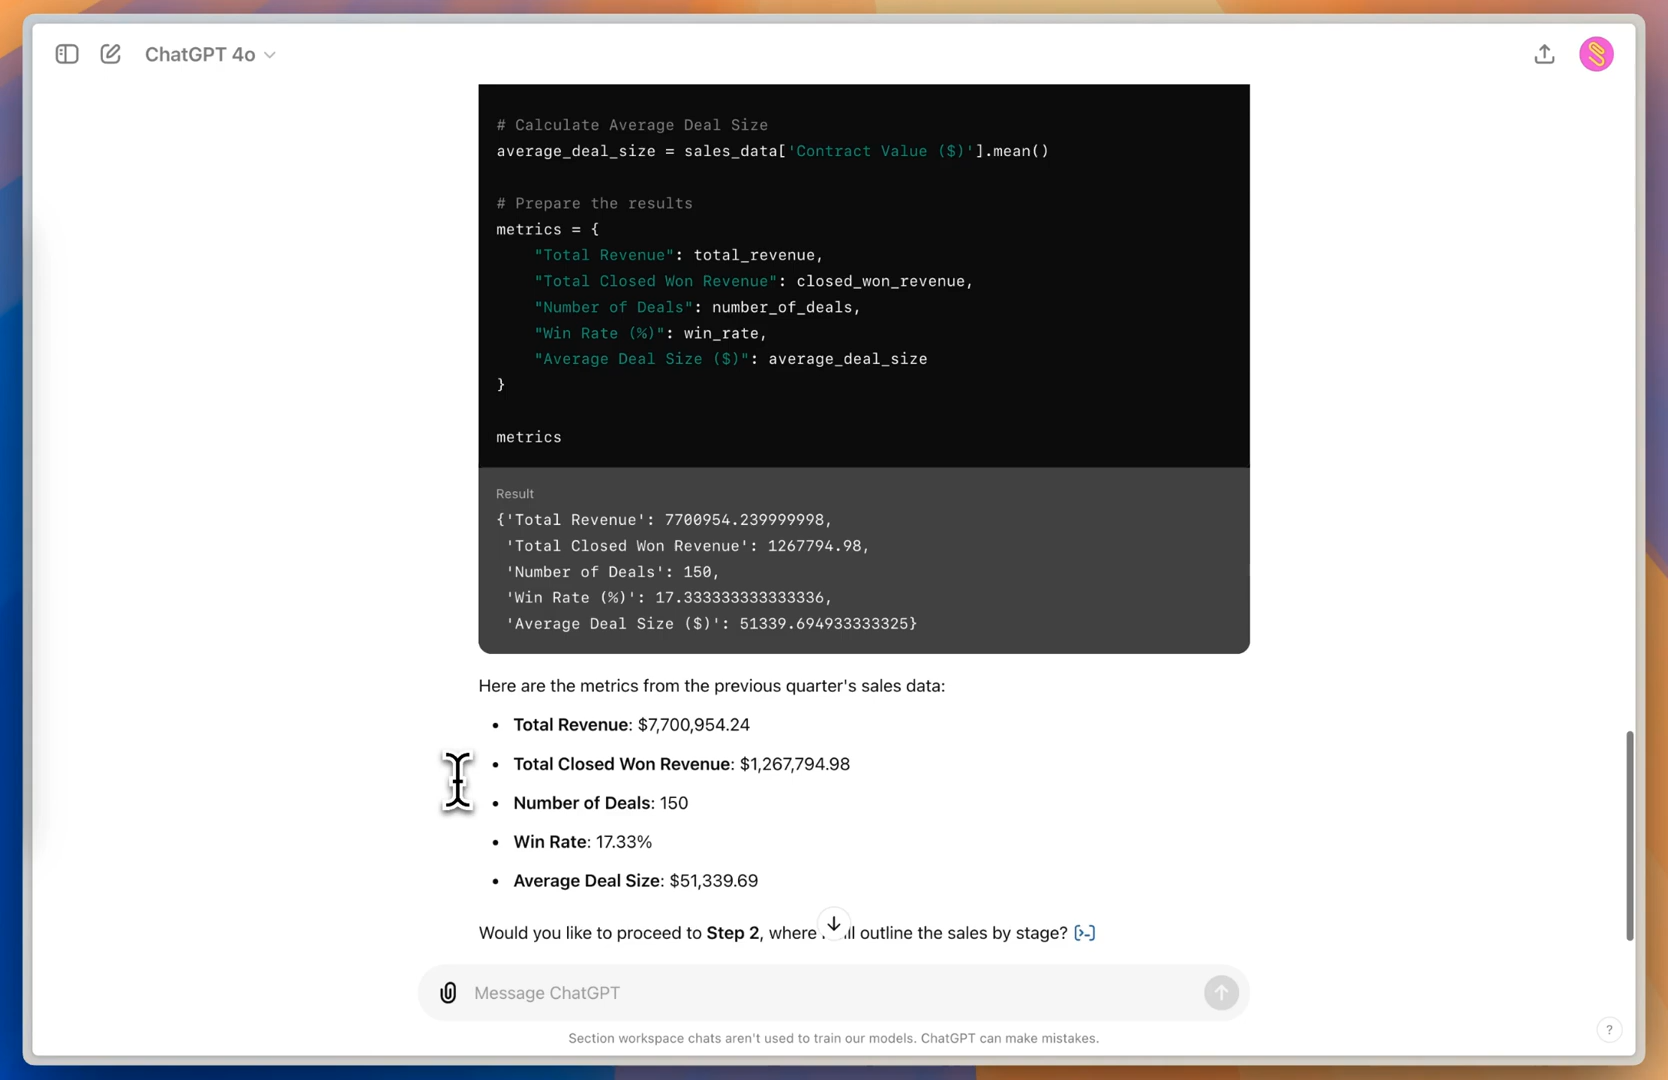 ChatGPT 4o
# Calculate Average Deal Size
average_deal_size = sales_data['Contract Value ($)'].mean()
# Prepare the results
metrics = {
"Total Revenue": total_revenue,
"Total Closed Won Revenue": closed_won_revenue,
"Number of Deals": number_of_deals,
"Win Rate (%)": win_rate,
"Average Deal Size ($)": average_deal_size
}
metrics
Result
{'Total Revenue': 7700954.239999998,
'Total Closed Won Revenue': 1267794.98,
'Number of Deals': 150,
'Win Rate (%)': 17.333333333333336,
'Average Deal Size ($)': 51339.694933333325}
Here are the metrics from the previous quarter's sales data:
• Total Revenue: $7,700,954.24
• Total Closed Won Revenue: $1,267,794.98
• Number of Deals: 150
• Win Rate: 17.33%
• Average Deal Size: $51,339.69
Would you like to proceed to Step 2, where outline the sales by stage?
Message ChatGPT
Section workspace chats aren't used to train our models. ChatGPT can make mistakes.
?